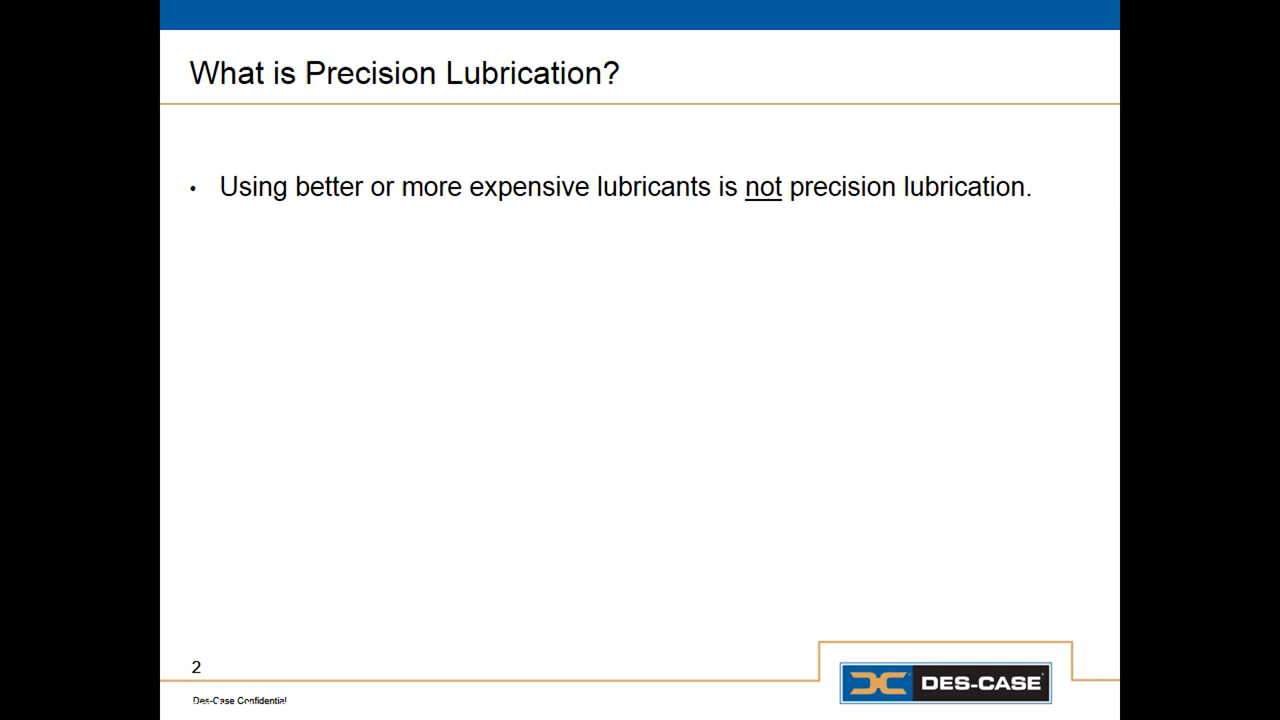 What is Precision Lubrication?
• Using better or more expensive lubricants is not precision lubrication.
2
Des-Case Confidential
DES-CASE